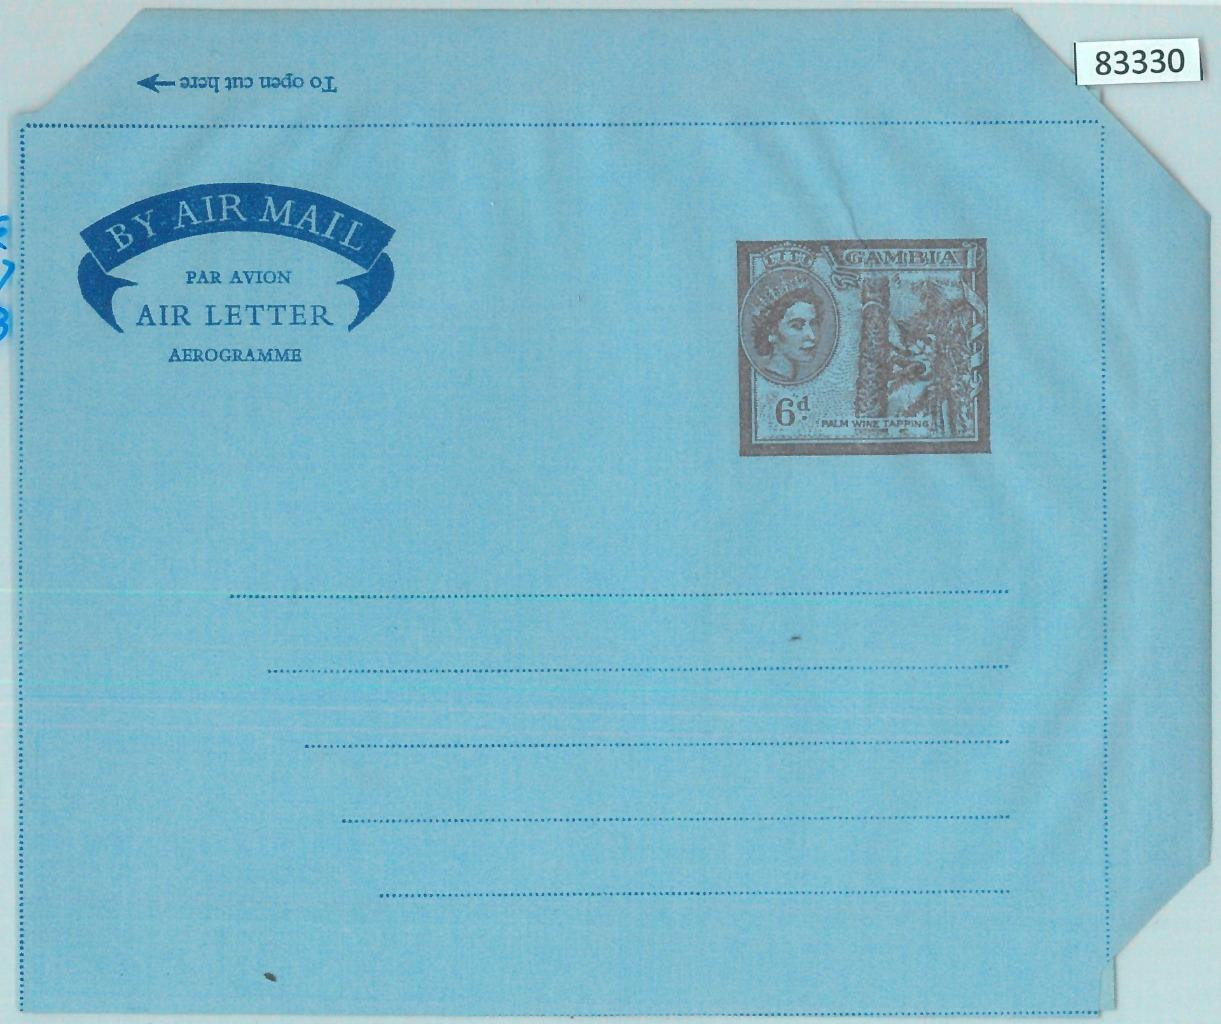 83330
To open cut here
BY AIR MAIL
PAR AVION
AIR LETTER
AEROGRAMME
GAMBIA
6d
PALM WINE TAPPING